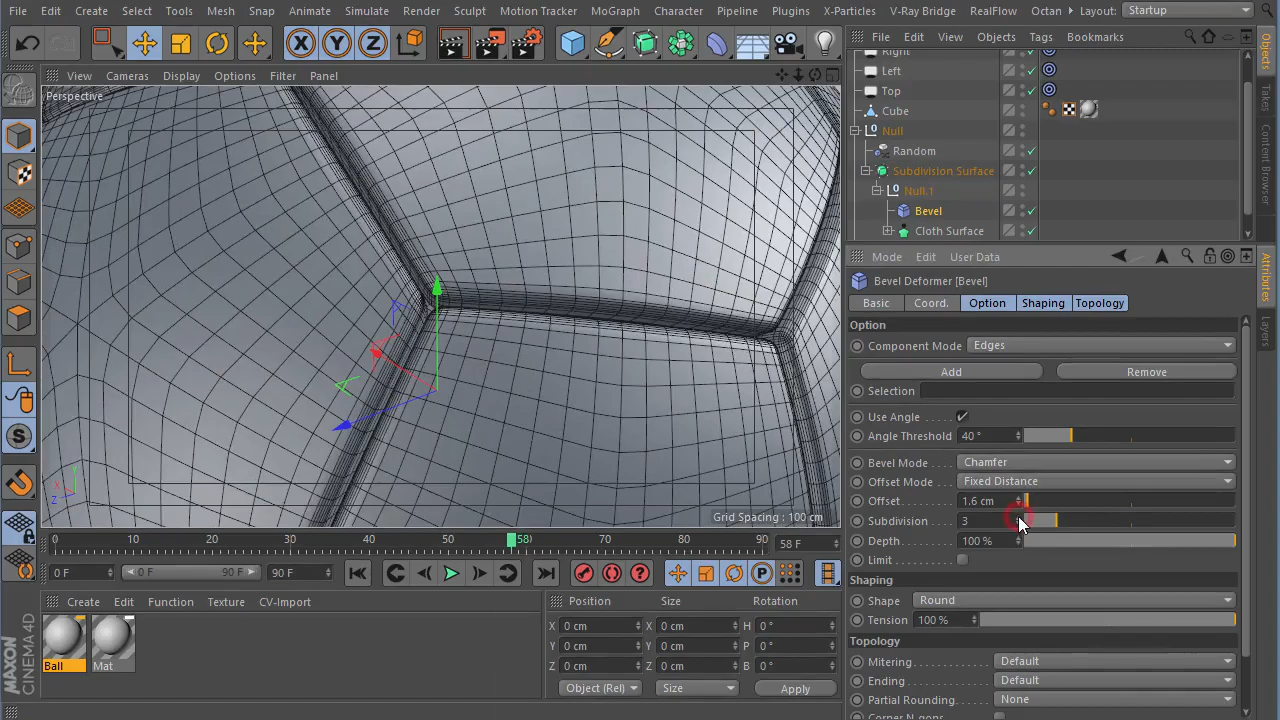 File Edit Create Select Tools Mesh Snap Animate Simulate Render Sculpt Motion Tracker MoGraph Character Pipeline Plugins X-Particles V-Ray Bridge RealFlow Octan Layout: Startup
X Y Z
File Edit View Objects Tags Bookmarks
View Cameras Display Options Filter Panel
Perspective
Right
Left
Top
Cube
Null
Random
Subdivision Surface
Null.1
Bevel
Cloth Surface
Objects
Takes
Content Browser
Attributes
Layers
Mode Edit User Data
Bevel Deformer [Bevel]
Basic Coord. Option Shaping Topology
Option
Component Mode Edges
Add Remove
Selection
Use Angle
Angle Threshold 40 °
Bevel Mode Chamfer
Offset Mode Fixed Distance
Offset 1.6 cm
Subdivision 3
Depth 100 %
Limit
Shaping
Shape Round
Tension 100 %
Topology
Mitering Default
Ending Default
Partial Rounding None
Corner N-gons
Y X Z
Grid Spacing : 100 cm
0 10 20 30 40 50 58 70 80 90 58 F
0 F 0 F 90 F 90 F
P
S
Create Edit Function Texture CV-Import
Ball Mat
Position Size Rotation
X 0 cm X 0 cm H 0 °
Y 0 cm Y 0 cm P 0 °
Z 0 cm Z 0 cm B 0 °
Object (Rel) Size Apply
MAXON
CINEMA 4D